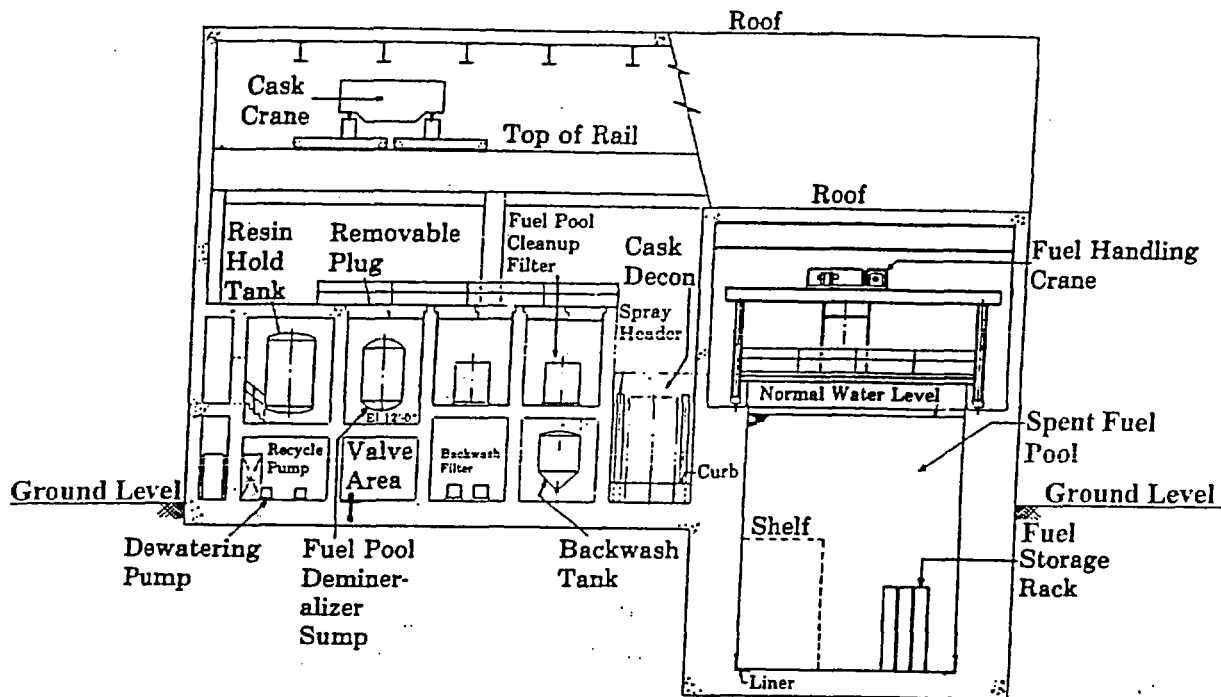 Roof
Cask
Crane
Top of Rail
Roof
Resin
Hold
Tank
Removable
Plug
Fuel Pool
Cleanup
Filter
Cask
Decon
Spray
Header
Fuel Handling
Crane
Normal Water Level
El 12'-0"
Recycle
Pump
Valve
Area
Backwash
Filter
Curb
Spent Fuel
Pool
Ground Level
Ground Level
Dewatering
Pump
Fuel Pool
Deminer-
alizer
Sump
Backwash
Tank
Shelf
Fuel
Storage
Rack
Liner